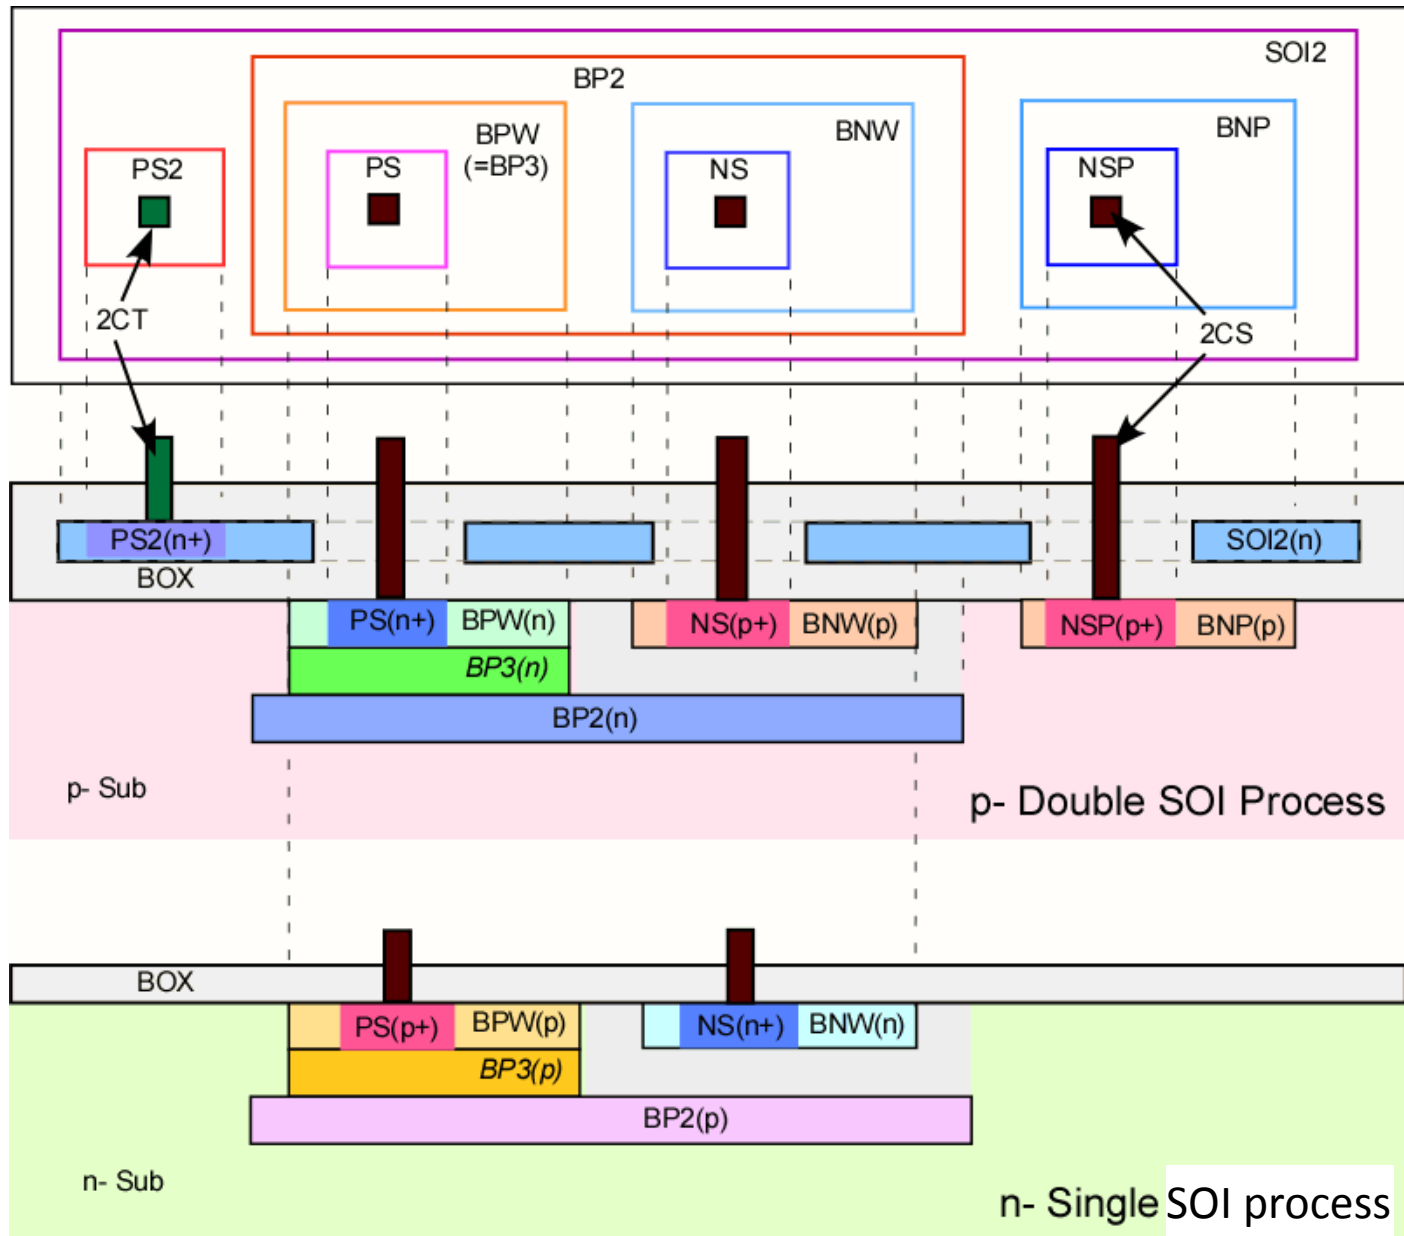 SOI2
BP2
BPW
(=BP3)
BNW
BNP
PS2
PS
NS
NSP
2CT
2CS
PS2(n+)
SOI2(n)
BOX
PS(n+)
BPW(n)
NS(p+)
BNW(p)
NSP(p+)
BNP(p)
BP3(n)
BP2(n)
p- Sub
p- Double SOI Process
BOX
PS(p+)
BPW(p)
NS(n+)
BNW(n)
BP3(p)
BP2(p)
n- Sub
n- Single SOI process